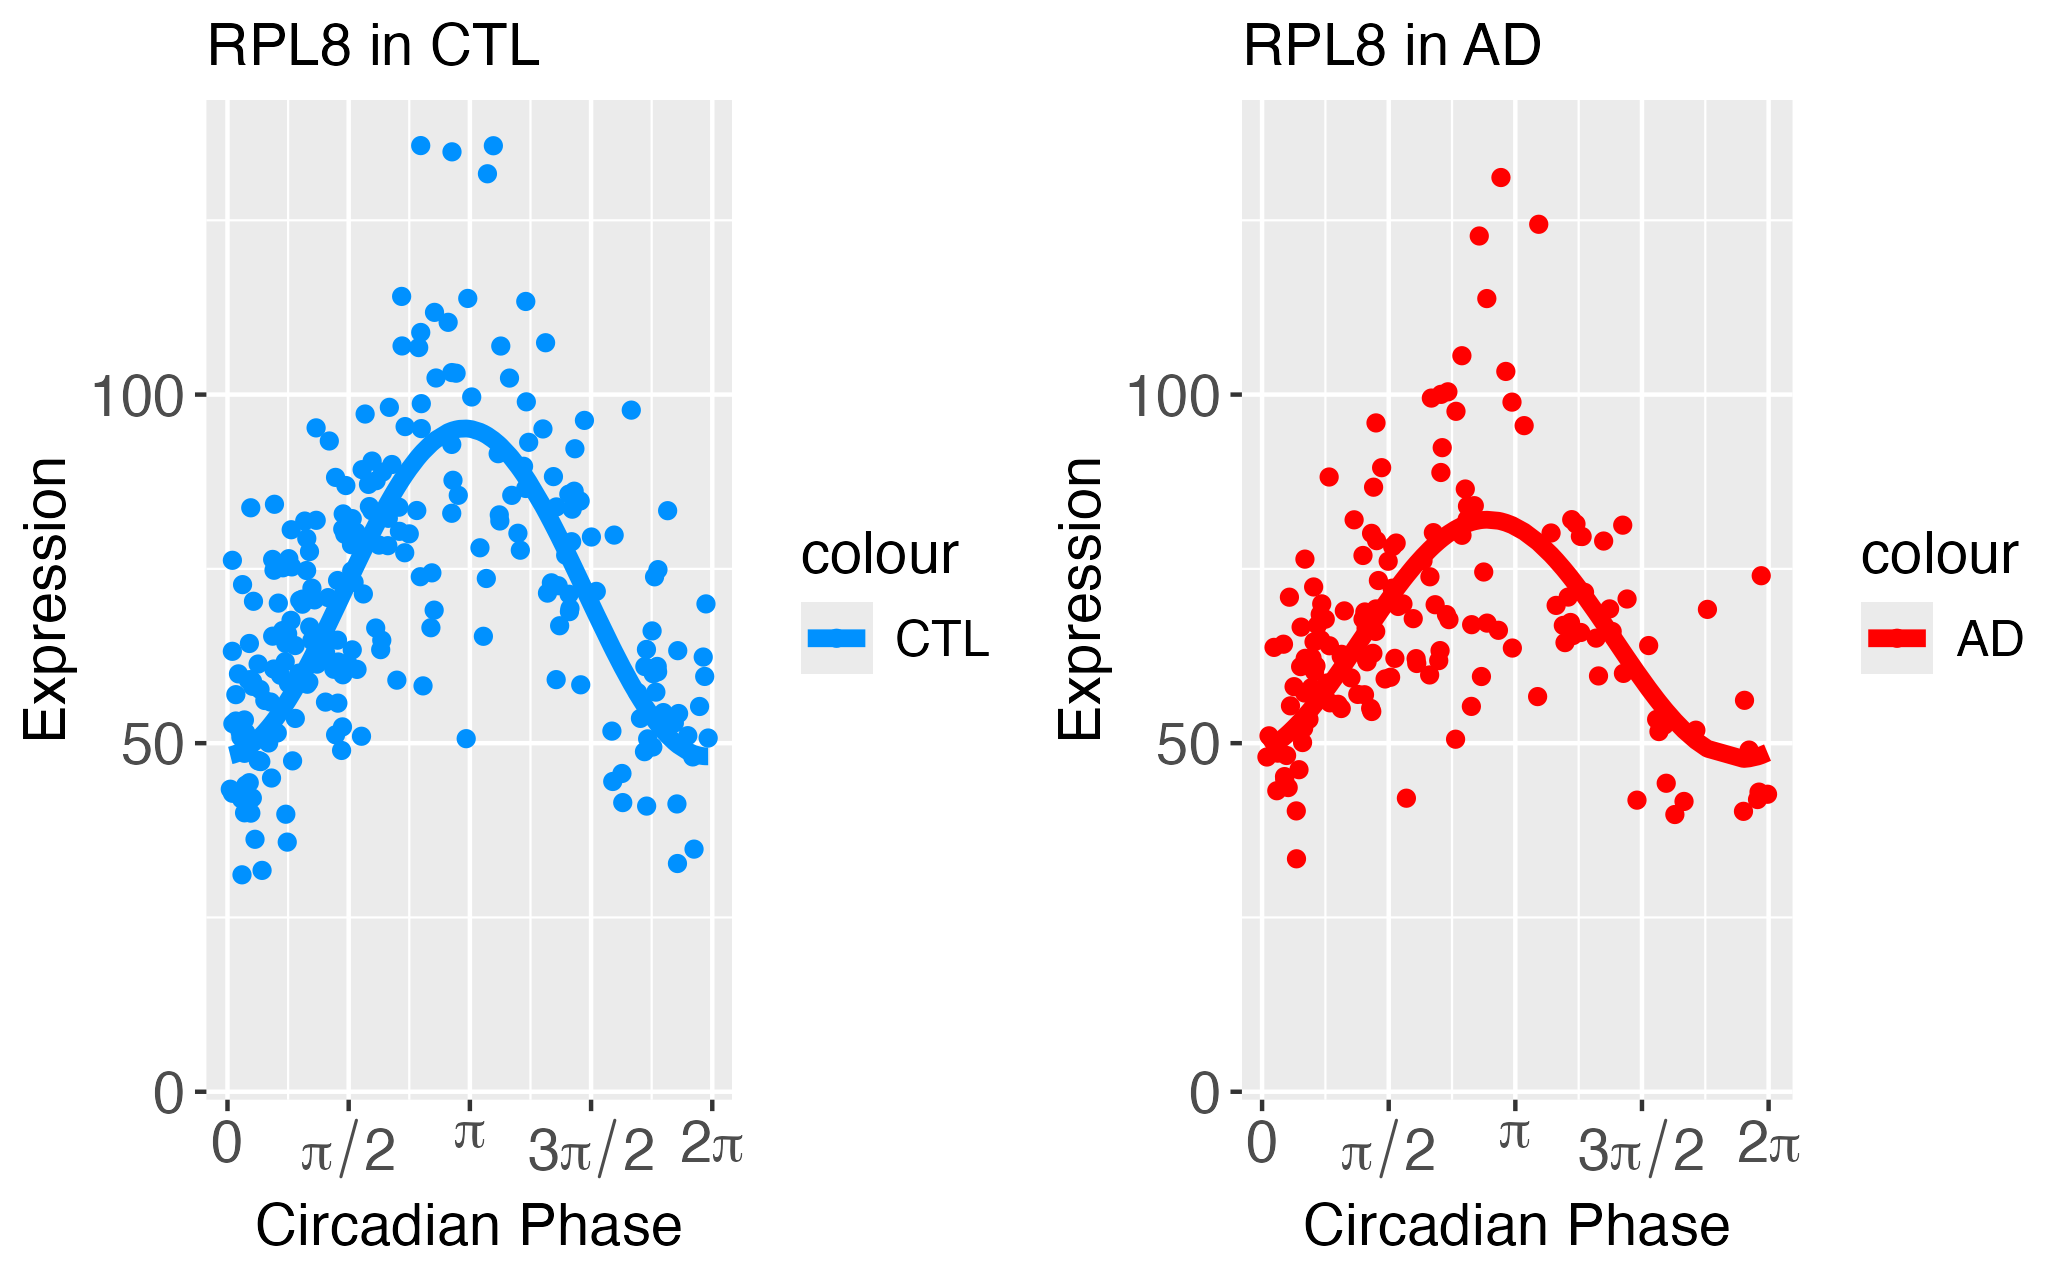 RPL8 in CTL
Expression
100
50
0
0
π/2
π
3π/2
2π
Circadian Phase
colour
CTL
RPL8 in AD
Expression
100
50
0
0
π/2
π
3π/2
2π
Circadian Phase
colour
AD